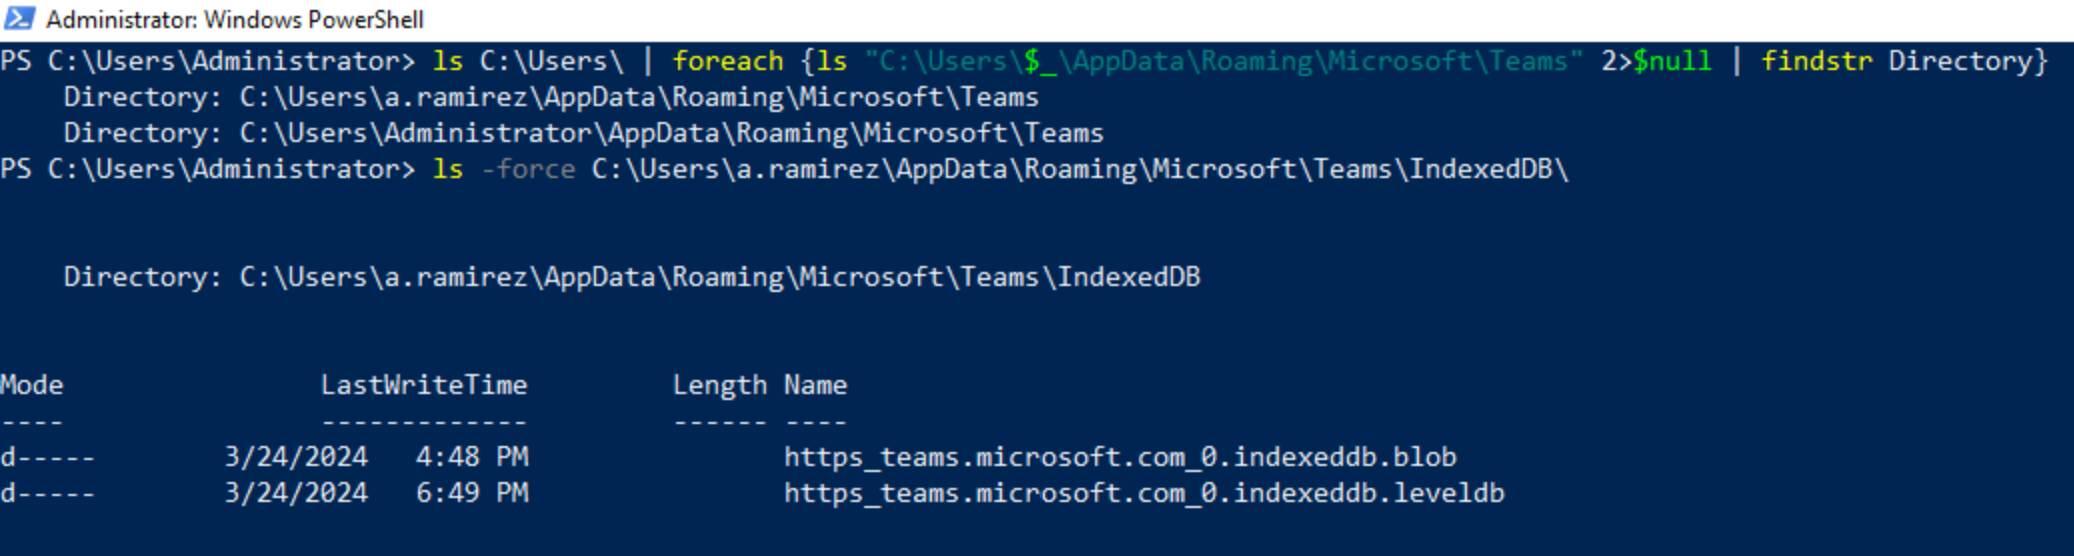 Administrator: Windows PowerShell
PS C:\Users\Administrator> ls C:\Users\ | foreach {ls "C:\Users\$_\AppData\Roaming\Microsoft\Teams" 2>$null | findstr Directory}
    Directory: C:\Users\a.ramirez\AppData\Roaming\Microsoft\Teams
    Directory: C:\Users\Administrator\AppData\Roaming\Microsoft\Teams
PS C:\Users\Administrator> ls -force C:\Users\a.ramirez\AppData\Roaming\Microsoft\Teams\IndexedDB\
    Directory: C:\Users\a.ramirez\AppData\Roaming\Microsoft\Teams\IndexedDB
Mode                LastWriteTime         Length Name
----                -------------         ------ ----
d-----        3/24/2024   4:48 PM                https_teams.microsoft.com_0.indexeddb.blob
d-----        3/24/2024   6:49 PM                https_teams.microsoft.com_0.indexeddb.leveldb